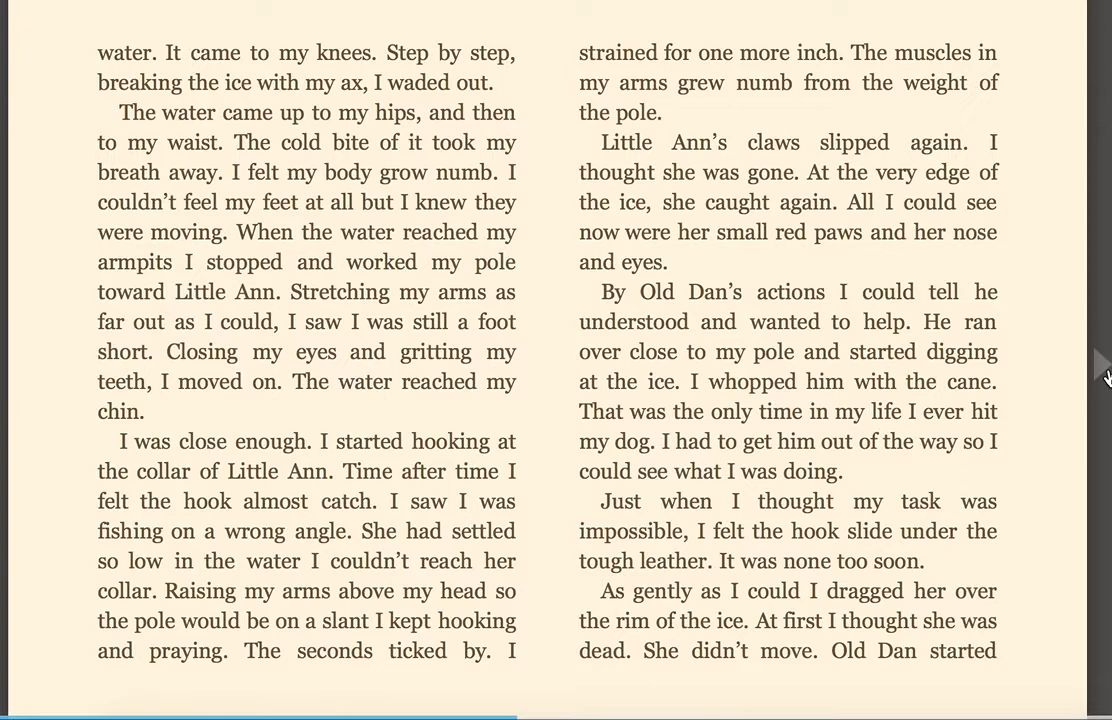 water. It came to my knees. Step by step,
breaking the ice with my ax, I waded out.
The water came up to my hips, and then
to my waist. The cold bite of it took my
breath away. I felt my body grow numb. I
couldn’t feel my feet at all but I knew they
were moving. When the water reached my
armpits I stopped and worked my pole
toward Little Ann. Stretching my arms as
far out as I could, I saw I was still a foot
short. Closing my eyes and gritting my
teeth, I moved on. The water reached my
chin.
I was close enough. I started hooking at
the collar of Little Ann. Time after time I
felt the hook almost catch. I saw I was
fishing on a wrong angle. She had settled
so low in the water I couldn’t reach her
collar. Raising my arms above my head so
the pole would be on a slant I kept hooking
and praying. The seconds ticked by. I
strained for one more inch. The muscles in
my arms grew numb from the weight of
the pole.
Little Ann’s claws slipped again. I
thought she was gone. At the very edge of
the ice, she caught again. All I could see
now were her small red paws and her nose
and eyes.
By Old Dan’s actions I could tell he
understood and wanted to help. He ran
over close to my pole and started digging
at the ice. I whopped him with the cane.
That was the only time in my life I ever hit
my dog. I had to get him out of the way so I
could see what I was doing.
Just when I thought my task was
impossible, I felt the hook slide under the
tough leather. It was none too soon.
As gently as I could I dragged her over
the rim of the ice. At first I thought she was
dead. She didn’t move. Old Dan started